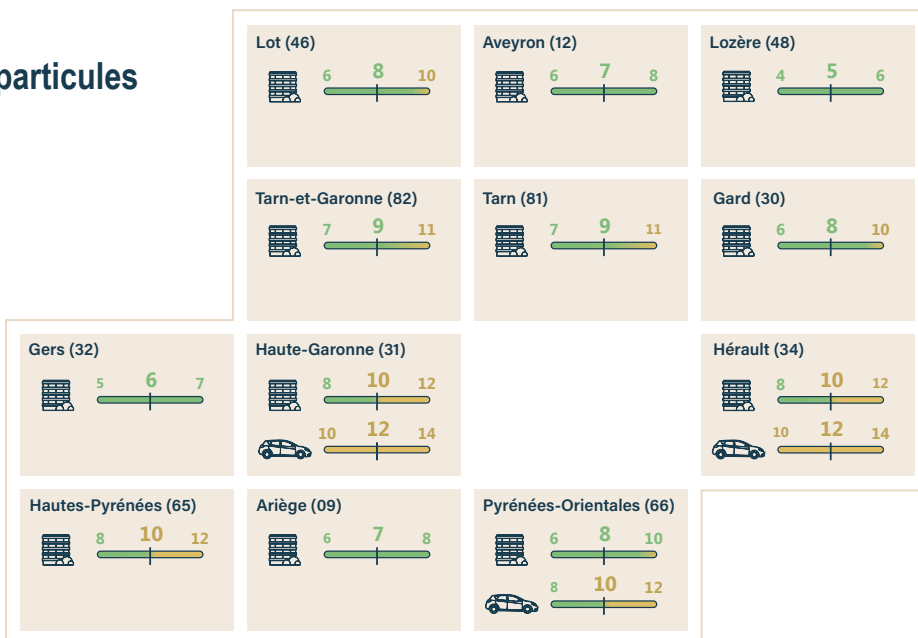 particules
Lot (46)
6 8 10
Aveyron (12)
6 7 8
Lozère (48)
4 5 6
Tarn-et-Garonne (82)
7 9 11
Tarn (81)
7 9 11
Gard (30)
6 8 10
Gers (32)
5 6 7
Haute-Garonne (31)
8 10 12
10 12 14
Hérault (34)
8 10 12
10 12 14
Hautes-Pyrénées (65)
8 10 12
Ariège (09)
6 7 8
Pyrénées-Orientales (66)
6 8 10
8 10 12